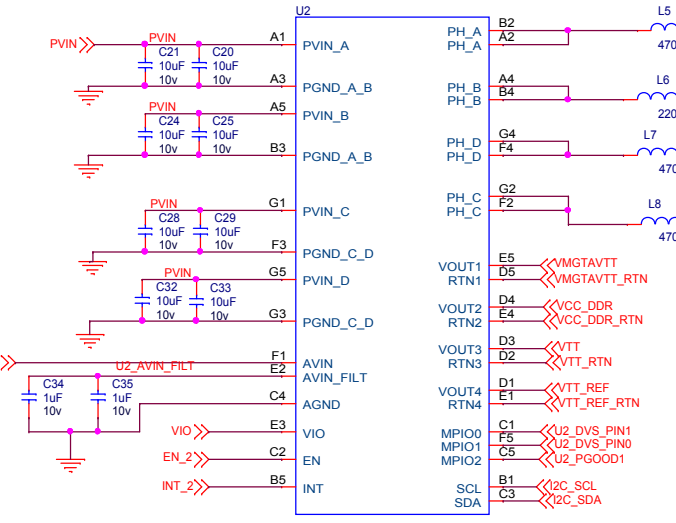 U2
L5
PVIN
PVIN
A1
PVIN_A
PH_A
B2
PH_A
A2
470
C21
C20
10uF
10uF
10v
10v
A3
PGND_A_B
PH_B
A4
PH_B
B4
L6
220
PVIN
A5
PVIN_B
C24
C25
10uF
10uF
10v
10v
PH_D
G4
PH_D
F4
L7
470
B3
PGND_A_B
PVIN
G1
PVIN_C
PH_C
G2
PH_C
F2
L8
470
C28
C29
10uF
10uF
10v
10v
F3
PGND_C_D
VOUT1
E5
VMGTAVTT
RTN1
D5
VMGTAVTT_RTN
PVIN
G5
PVIN_D
C32
C33
10uF
10uF
10v
10v
VOUT2
D4
VCC_DDR
RTN2
E4
VCC_DDR_RTN
G3
PGND_C_D
VOUT3
D3
VTT
RTN3
D2
VTT_RTN
F1
AVIN
U2_AVIN_FILT
E2
AVIN_FILT
C34
C35
1uF
1uF
10v
10v
VOUT4
D1
VTT_REF
RTN4
E1
VTT_REF_RTN
C4
AGND
VIO
E3
VIO
MPIO0
C1
U2_DVS_PIN1
MPIO1
F5
U2_DVS_PIN0
EN_2
C2
EN
MPIO2
C5
U2_PGOOD1
INT_2
B5
INT
SCL
B1
I2C_SCL
SDA
C3
I2C_SDA